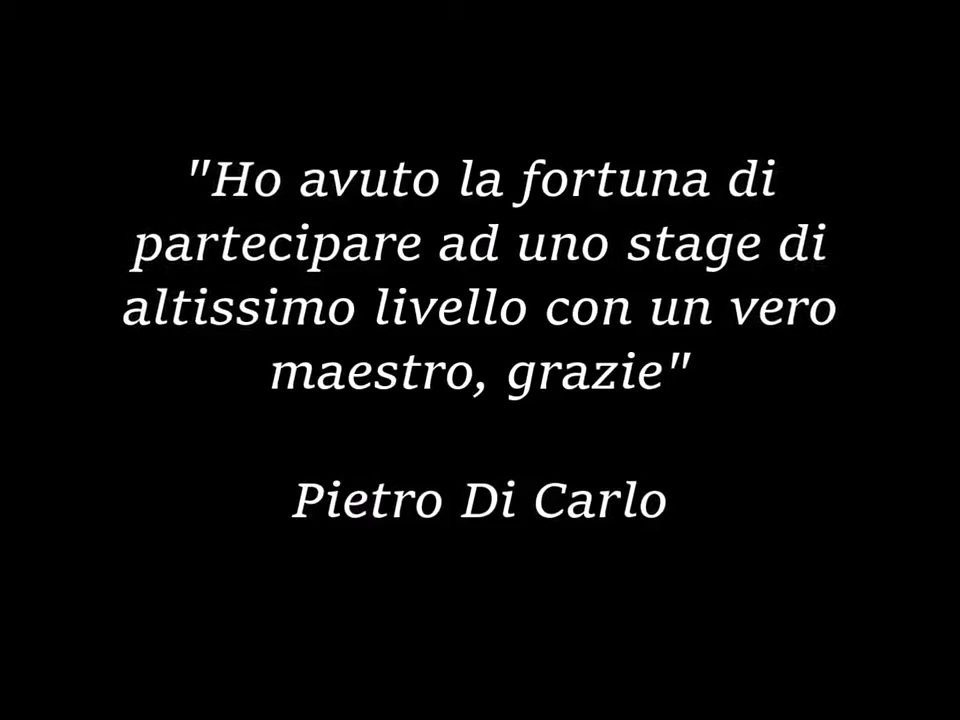 "Ho avuto la fortuna di
partecipare ad uno stage di
altissimo livello con un vero
maestro, grazie"
Pietro Di Carlo